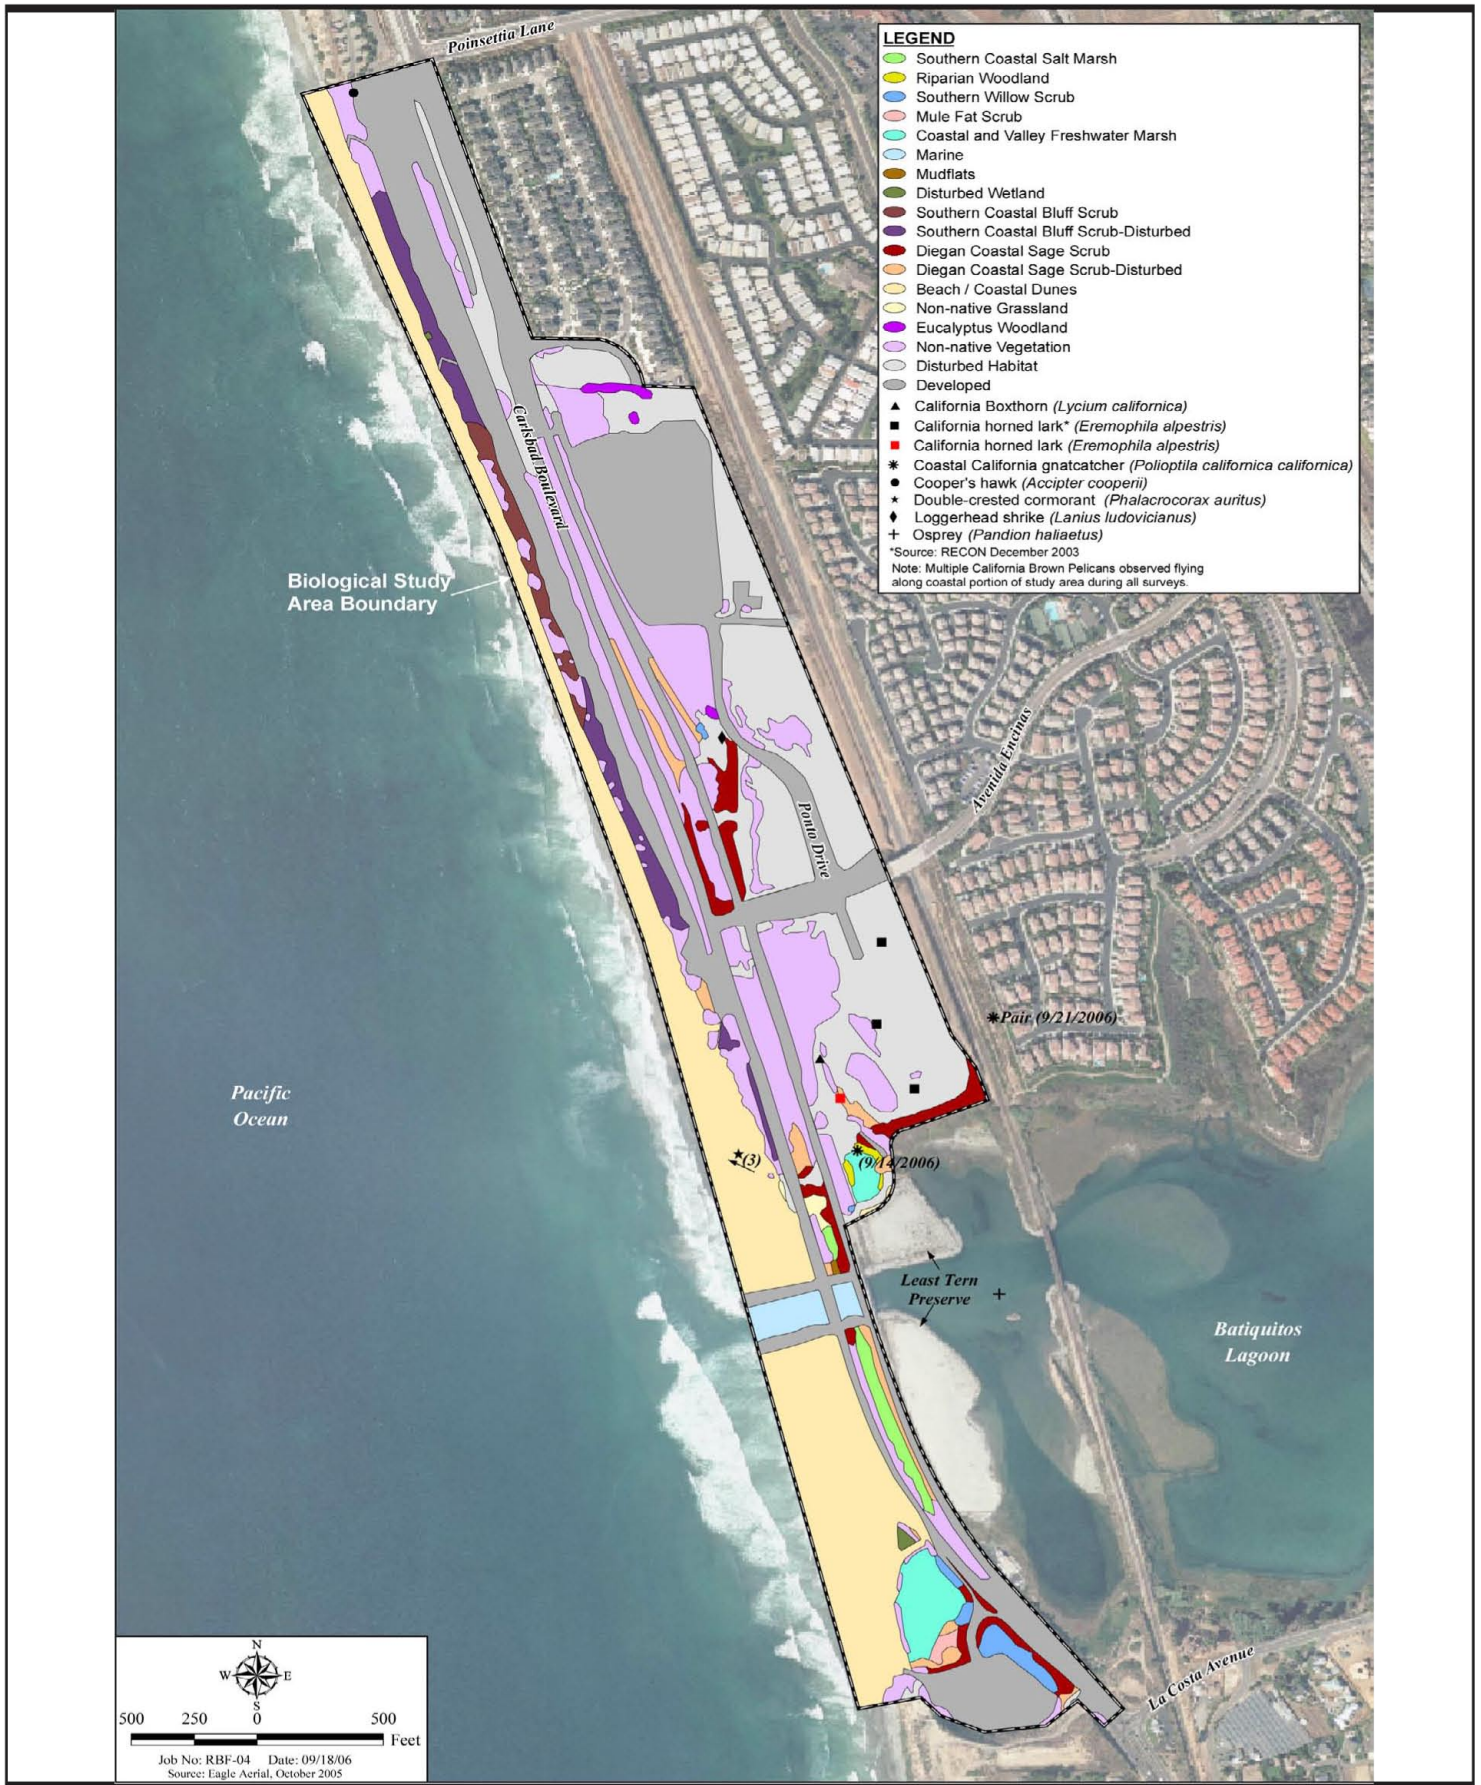 Poinsettia Lane
LEGEND
Southern Coastal Salt Marsh
Riparian Woodland
Southern Willow Scrub
Mule Fat Scrub
Coastal and Valley Freshwater Marsh
Marine
Mudflats
Disturbed Wetland
Southern Coastal Bluff Scrub
Southern Coastal Bluff Scrub-Disturbed
Diegan Coastal Sage Scrub
Diegan Coastal Sage Scrub-Disturbed
Beach / Coastal Dunes
Non-native Grassland
Eucalyptus Woodland
Non-native Vegetation
Disturbed Habitat
Developed
California Boxthorn (Lycium californica)
California horned lark* (Eremophila alpestris)
California horned lark (Eremophila alpestris)
Coastal California gnatcatcher (Polioptila californica californica)
Cooper's hawk (Accipter cooperii)
Double-crested cormorant (Phalacrocorax auritus)
Loggerhead shrike (Lanius ludovicianus)
Osprey (Pandion haliaetus)
*Source: RECON December 2003
Note: Multiple California Brown Pelicans observed flying
along coastal portion of study area during all surveys.
Carlsbad Boulevard
Biological Study
Area Boundary
Avenida Encinas
Ponto Drive
Pair (9/21/2006)
Pacific
Ocean
(3)
(9/14/2006)
Least Tern
Preserve
Batiquitos
Lagoon
La Costa Avenue
N
W
E
S
500
250
0
500
Feet
Job No: RBF-04 Date: 09/18/06
Source: Eagle Aerial, October 2005